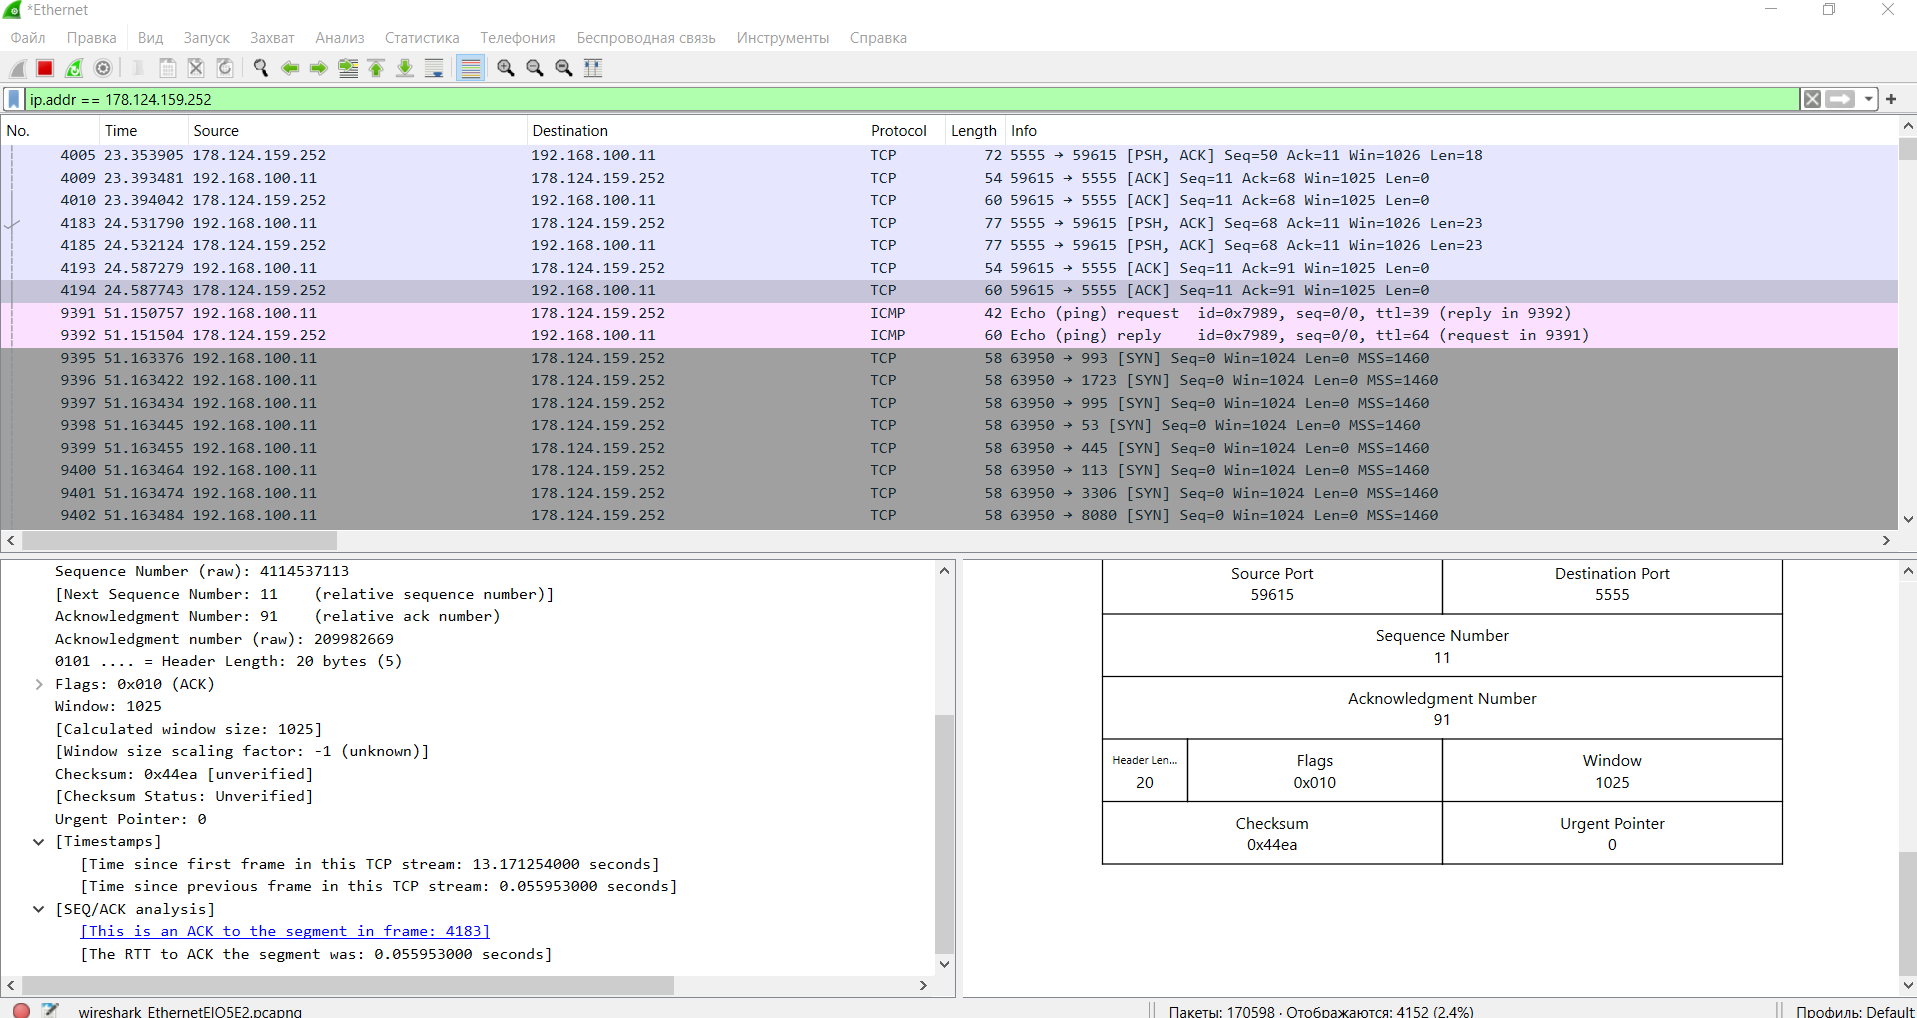 *Ethernet
Файл Правка Вид Запуск Захват Анализ Статистика Телефония Беспроводная связь Инструменты Справка
ip.addr == 178.124.159.252
No. Time Source Destination Protocol Length Info
4005 23.353905 178.124.159.252 192.168.100.11 TCP 72 5555 → 59615 [PSH, ACK] Seq=50 Ack=11 Win=1026 Len=18
4009 23.393481 192.168.100.11 178.124.159.252 TCP 54 59615 → 5555 [ACK] Seq=11 Ack=68 Win=1025 Len=0
4010 23.394042 178.124.159.252 192.168.100.11 TCP 60 59615 → 5555 [ACK] Seq=11 Ack=68 Win=1025 Len=0
4183 24.531790 192.168.100.11 178.124.159.252 TCP 77 5555 → 59615 [PSH, ACK] Seq=68 Ack=11 Win=1026 Len=23
4185 24.532124 178.124.159.252 192.168.100.11 TCP 77 5555 → 59615 [PSH, ACK] Seq=68 Ack=11 Win=1026 Len=23
4193 24.587279 192.168.100.11 178.124.159.252 TCP 54 59615 → 5555 [ACK] Seq=11 Ack=91 Win=1025 Len=0
4194 24.587743 178.124.159.252 192.168.100.11 TCP 60 59615 → 5555 [ACK] Seq=11 Ack=91 Win=1025 Len=0
9391 51.150757 192.168.100.11 178.124.159.252 ICMP 42 Echo (ping) request id=0x7989, seq=0/0, ttl=39 (reply in 9392)
9392 51.151504 178.124.159.252 192.168.100.11 ICMP 60 Echo (ping) reply id=0x7989, seq=0/0, ttl=64 (request in 9391)
9395 51.163376 192.168.100.11 178.124.159.252 TCP 58 63950 → 993 [SYN] Seq=0 Win=1024 Len=0 MSS=1460
9396 51.163422 192.168.100.11 178.124.159.252 TCP 58 63950 → 1723 [SYN] Seq=0 Win=1024 Len=0 MSS=1460
9397 51.163434 192.168.100.11 178.124.159.252 TCP 58 63950 → 995 [SYN] Seq=0 Win=1024 Len=0 MSS=1460
9398 51.163445 192.168.100.11 178.124.159.252 TCP 58 63950 → 53 [SYN] Seq=0 Win=1024 Len=0 MSS=1460
9399 51.163455 192.168.100.11 178.124.159.252 TCP 58 63950 → 445 [SYN] Seq=0 Win=1024 Len=0 MSS=1460
9400 51.163464 192.168.100.11 178.124.159.252 TCP 58 63950 → 113 [SYN] Seq=0 Win=1024 Len=0 MSS=1460
9401 51.163474 192.168.100.11 178.124.159.252 TCP 58 63950 → 3306 [SYN] Seq=0 Win=1024 Len=0 MSS=1460
9402 51.163484 192.168.100.11 178.124.159.252 TCP 58 63950 → 8080 [SYN] Seq=0 Win=1024 Len=0 MSS=1460
Sequence Number (raw): 4114537113
[Next Sequence Number: 11 (relative sequence number)]
Acknowledgment Number: 91 (relative ack number)
Acknowledgment number (raw): 209982669
0101 .... = Header Length: 20 bytes (5)
Flags: 0x010 (ACK)
Window: 1025
[Calculated window size: 1025]
[Window size scaling factor: -1 (unknown)]
Checksum: 0x44ea [unverified]
[Checksum Status: Unverified]
Urgent Pointer: 0
[Timestamps]
[Time since first frame in this TCP stream: 13.171254000 seconds]
[Time since previous frame in this TCP stream: 0.055953000 seconds]
[SEQ/ACK analysis]
[This is an ACK to the segment in frame: 4183]
[The RTT to ACK the segment was: 0.055953000 seconds]
Source Port Destination Port
59615 5555
Sequence Number
11
Acknowledgment Number
91
Header Len... Flags Window
20 0x010 1025
Checksum Urgent Pointer
0x44ea 0
wireshark_EthernetEIO5E2.pcapng Пакеты: 170598 · Отображаются: 4152 (2.4%) Профиль: Default